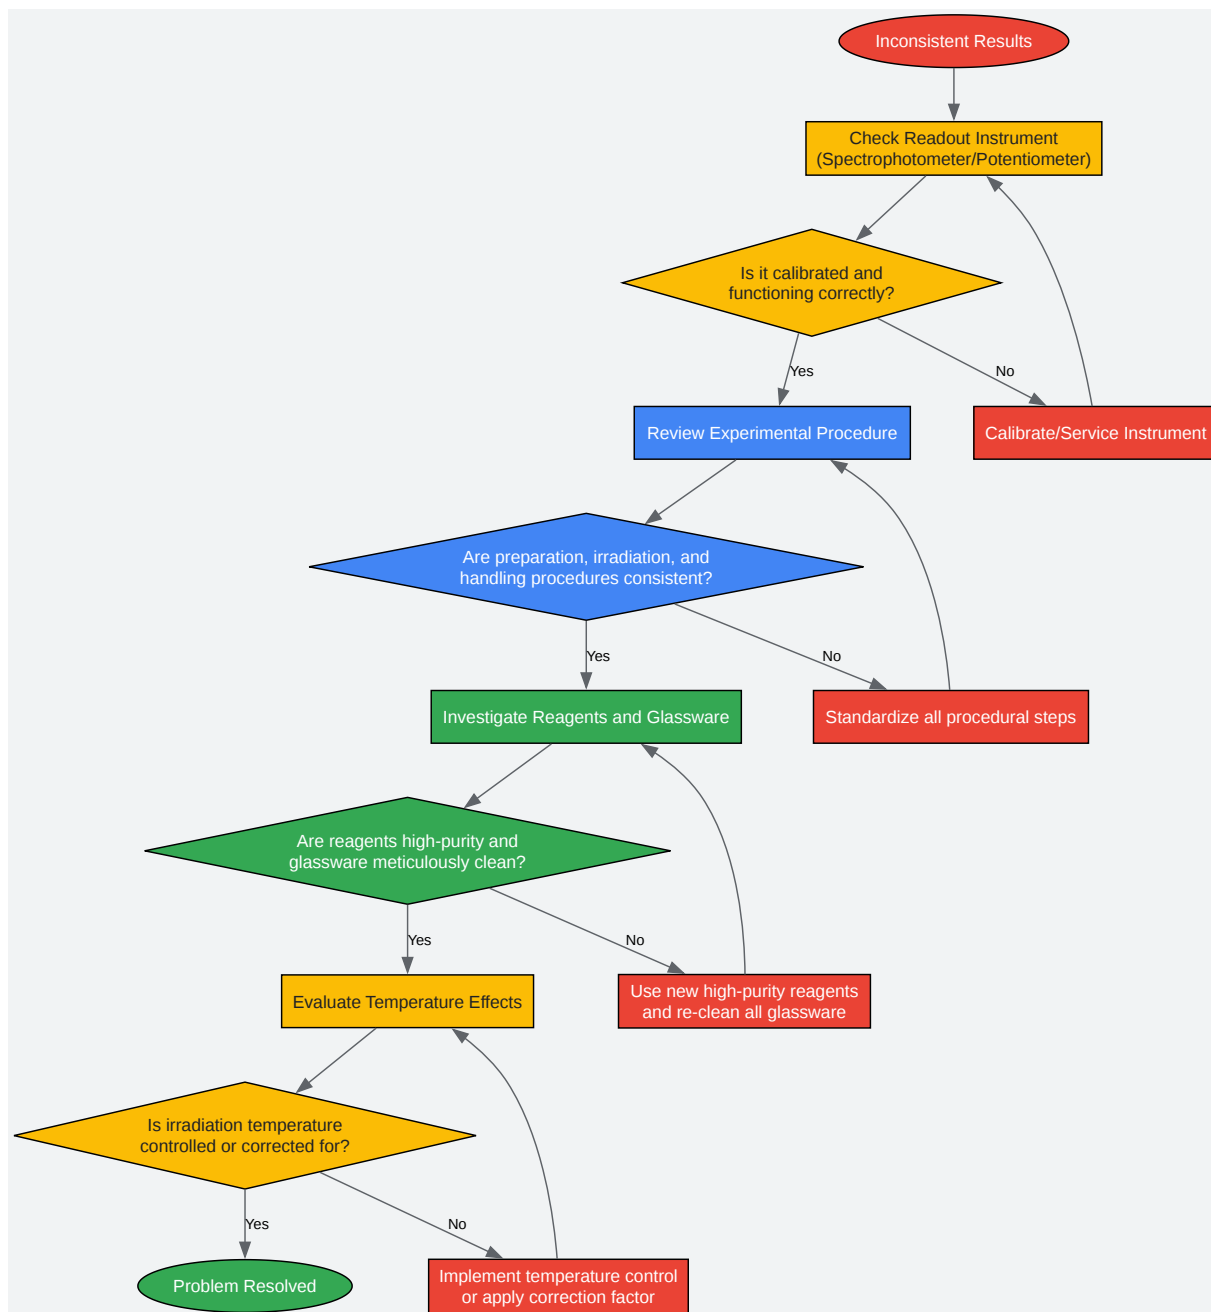 Inconsistent Results
Check Readout Instrument
(Spectrophotometer/Potentiometer)
Is it calibrated and
functioning correctly?
Yes
No
Review Experimental Procedure
Calibrate/Service Instrument
Are preparation, irradiation, and
handling procedures consistent?
Yes
No
Investigate Reagents and Glassware
Standardize all procedural steps
Are reagents high-purity and
glassware meticulously clean?
Yes
No
Evaluate Temperature Effects
Use new high-purity reagents
and re-clean all glassware
Is irradiation temperature
controlled or corrected for?
Yes
No
Problem Resolved
Implement temperature control
or apply correction factor